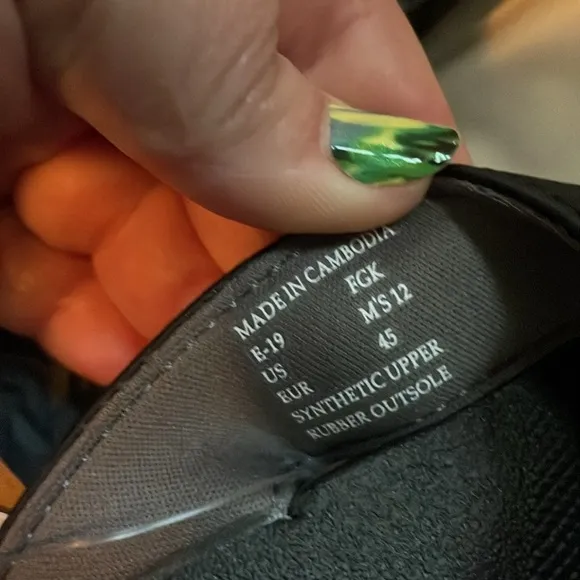 MADE IN CAMBODIA
E-19 FGK
US M'S 12
EUR 45
SYNTHETIC UPPER
RUBBER OUTSOLE